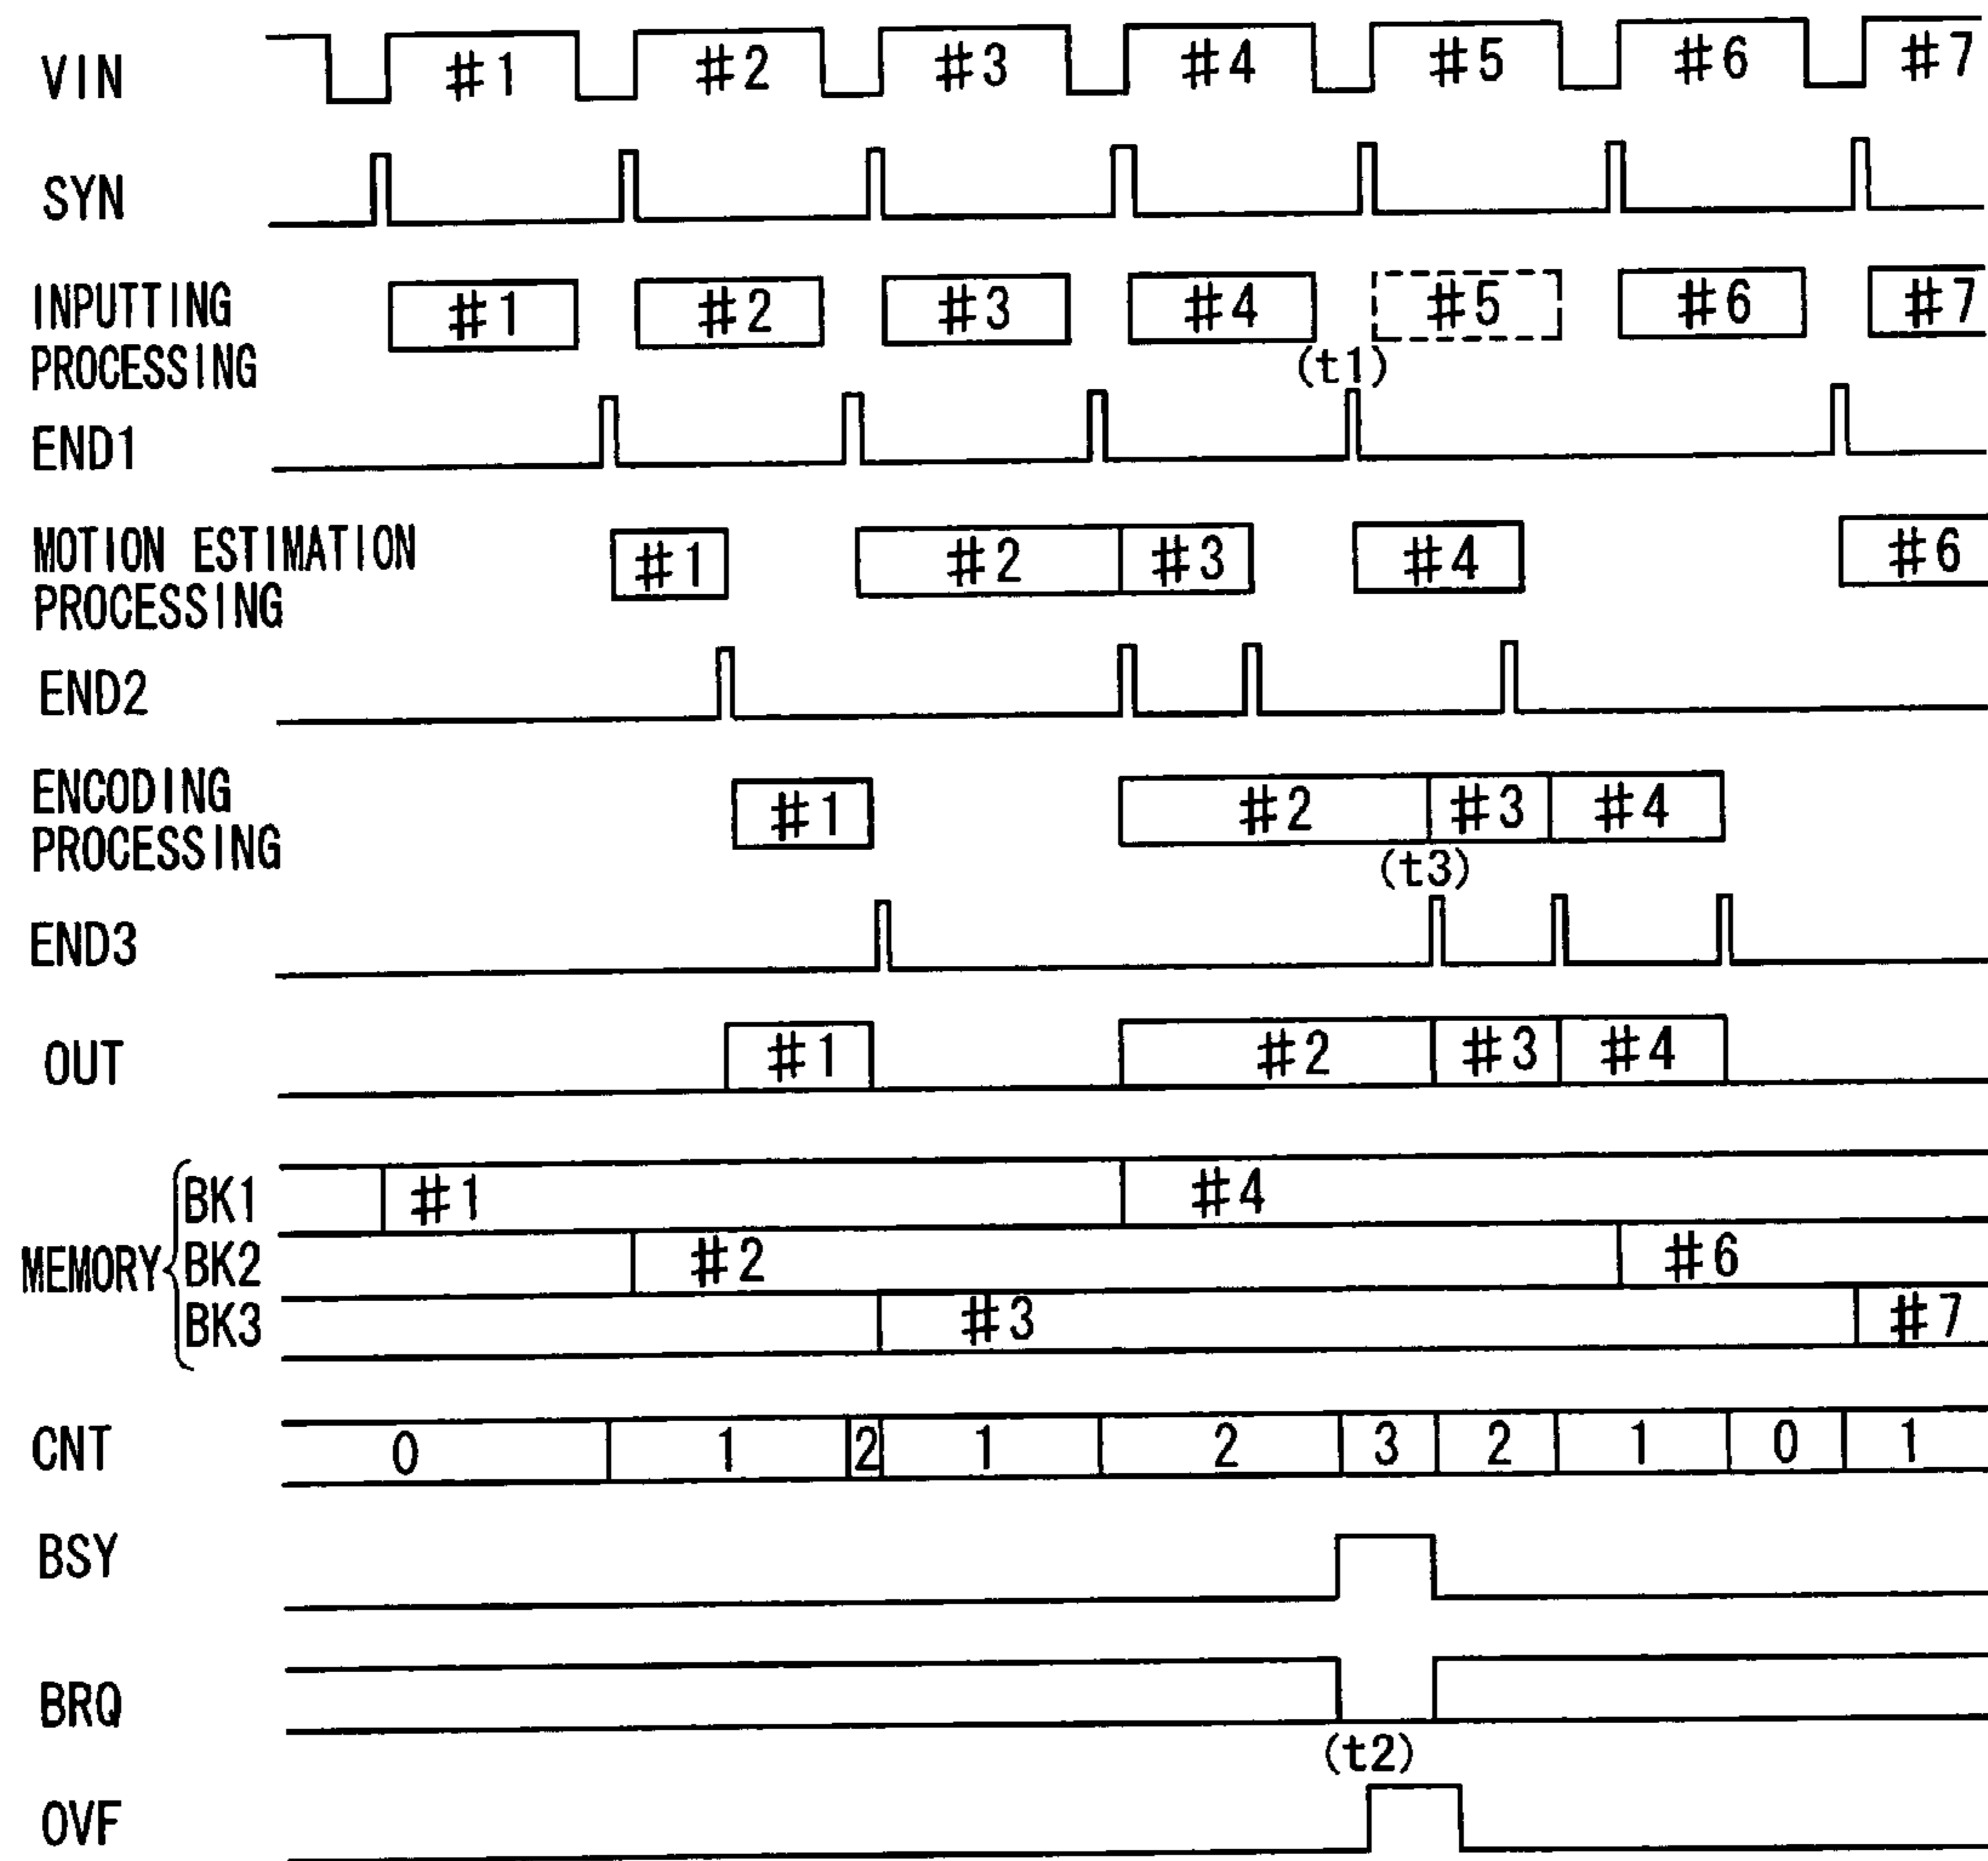 VIN #1 #2 #3 #4 #5 #6 #7
SYN
INPUTTING
PROCESSING
#1 #2 #3 #4 #5 #6 #7
(t1)
END1
MOTION ESTIMATION
PROCESSING
#1 #2 #3 #4 #6
END2
ENCODING
PROCESSING
#1 #2 #3 #4
(t3)
END3
OUT #1 #2 #3 #4
MEMORY
BK1 #1 #4
BK2 #2 #6
BK3 #3 #7
CNT 0 1 2 1 2 3 2 1 0 1
BSY
BRQ
(t2)
OVF